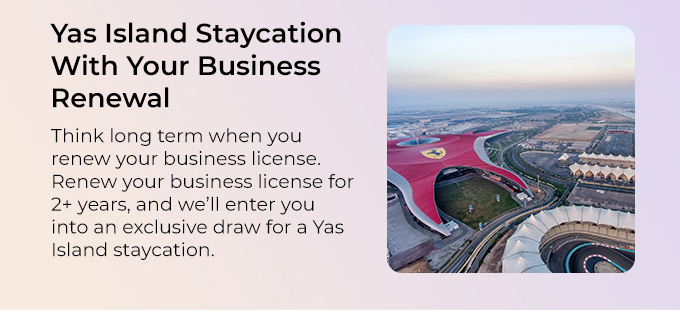 Yas Island Staycation
With Your Business
Renewal
Think long term when you
renew your business license.
Renew your business license for
2+ years, and we’ll enter you
into an exclusive draw for a Yas
Island staycation.